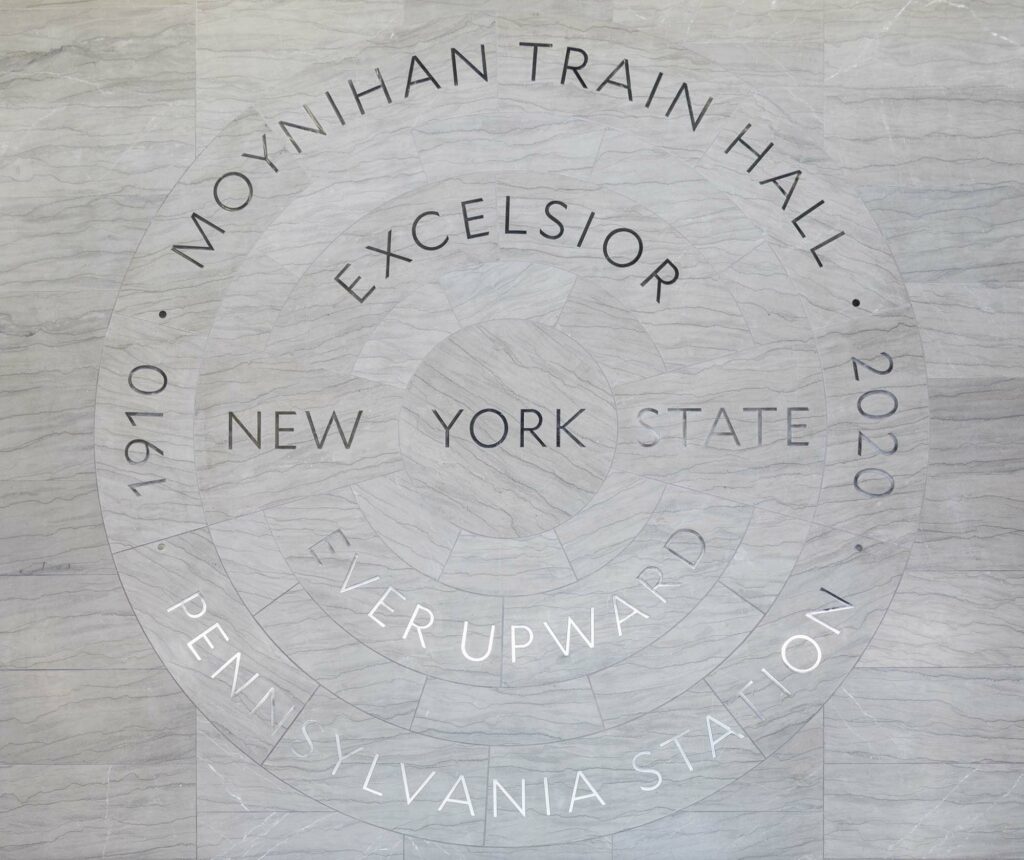 MOYNIHAN TRAIN HALL
EXCELSIOR
1910 • • 2020
NEW YORK STATE
EVER UPWARD
• •
PENNSYLVANIA STATION